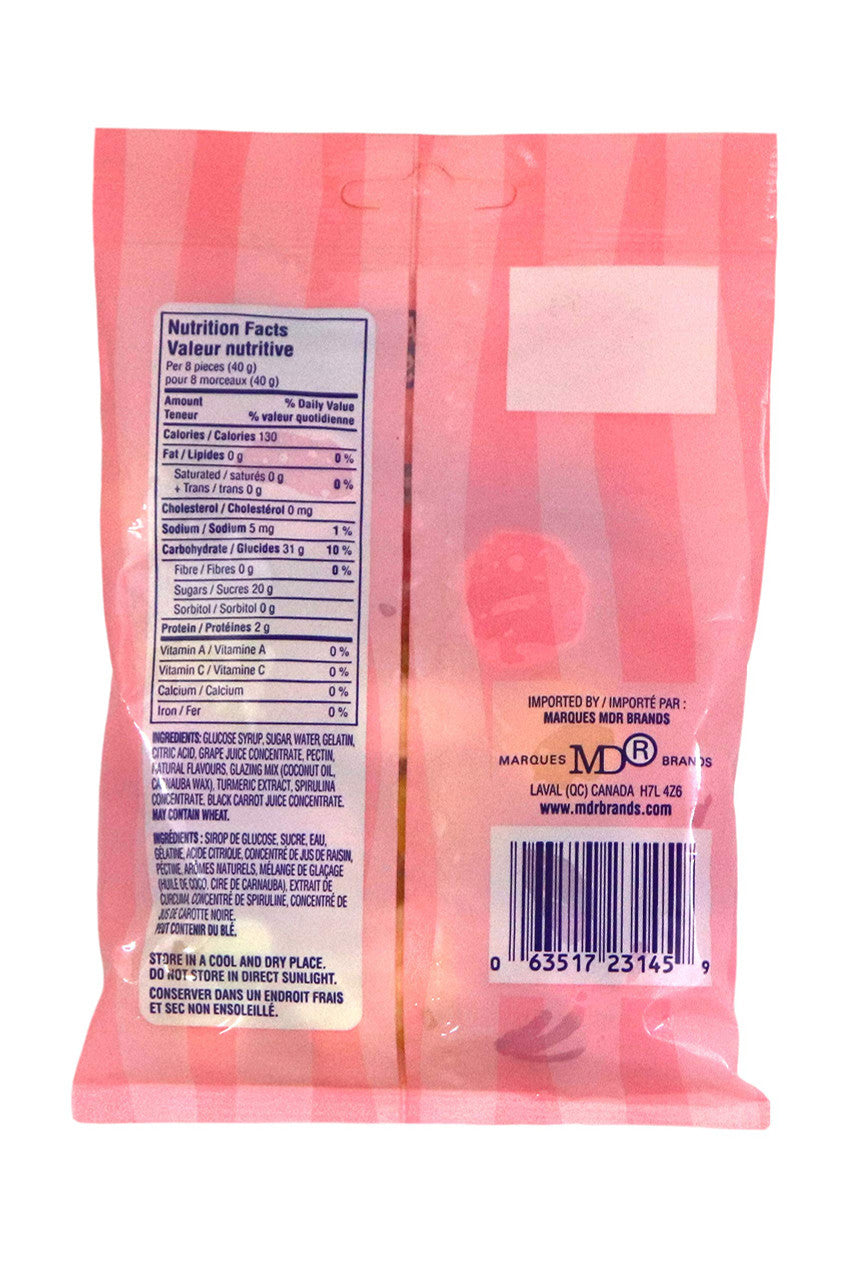 Nutrition Facts
Valeur nutritive
Per 8 pieces (40 g)
pour 8 morceaux (40 g)
Amount % Daily Value
Teneur % valeur quotidienne
Calories / Calories 130
Fat / Lipides 0 g 0 %
Saturated / saturés 0 g
+ Trans / trans 0 g 0 %
Cholesterol / Cholestérol 0 mg
Sodium / Sodium 5 mg 1 %
Carbohydrate / Glucides 31 g 10 %
Fibre / Fibres 0 g 0 %
Sugars / Sucres 20 g
Sorbitol / Sorbitol 0 g
Protein / Protéines 2 g
Vitamin A / Vitamine A 0 %
Vitamin C / Vitamine C 0 %
Calcium / Calcium 0 %
Iron / Fer 0 %
INGREDIENTS: GLUCOSE SYRUP, SUGAR, WATER, GELATIN,
CITRIC ACID, GRAPE JUICE CONCENTRATE, PECTIN,
NATURAL FLAVOURS, GLAZING MIX (COCONUT OIL,
CARNAUBA WAX), TURMERIC EXTRACT, SPIRULINA
CONCENTRATE, BLACK CARROT JUICE CONCENTRATE.
MAY CONTAIN WHEAT.
INGRÉDIENTS : SIROP DE GLUCOSE, SUCRE, EAU,
GÉLATINE, ACIDE CITRIQUE, CONCENTRÉ DE JUS DE RAISIN,
PECTINE, ARÔMES NATURELS, MÉLANGE DE GLAÇAGE
(HUILE DE COCO, CIRE DE CARNAUBA), EXTRAIT DE
CURCUMA, CONCENTRÉ DE SPIRULINE, CONCENTRÉ DE
JUS DE CAROTTE NOIRE.
PEUT CONTENIR DU BLÉ.
STORE IN A COOL AND DRY PLACE.
DO NOT STORE IN DIRECT SUNLIGHT.
CONSERVER DANS UN ENDROIT FRAIS
ET SEC NON ENSOLEILLÉ.
IMPORTED BY / IMPORTÉ PAR :
MARQUES MDR BRANDS
MARQUES MD® BRANDS
LAVAL (QC) CANADA H7L 4Z6
www.mdrbrands.com
0 63517 23145 9